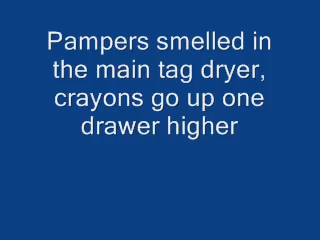 Pampers smelled in
the main tag dryer,
crayons go up one
drawer higher